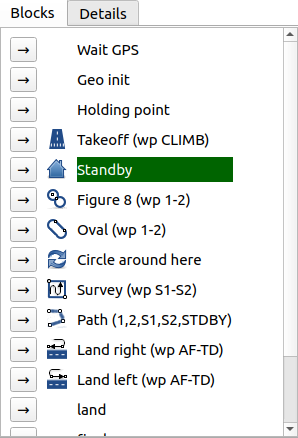 Blocks Details
→ Wait GPS
→ Geo init
→ Holding point
→ Takeoff (wp CLIMB)
→ Standby
→ Figure 8 (wp 1-2)
→ Oval (wp 1-2)
→ Circle around here
→ Survey (wp S1-S2)
→ Path (1,2,S1,S2,STDBY)
→ Land right (wp AF-TD)
→ Land left (wp AF-TD)
→ land